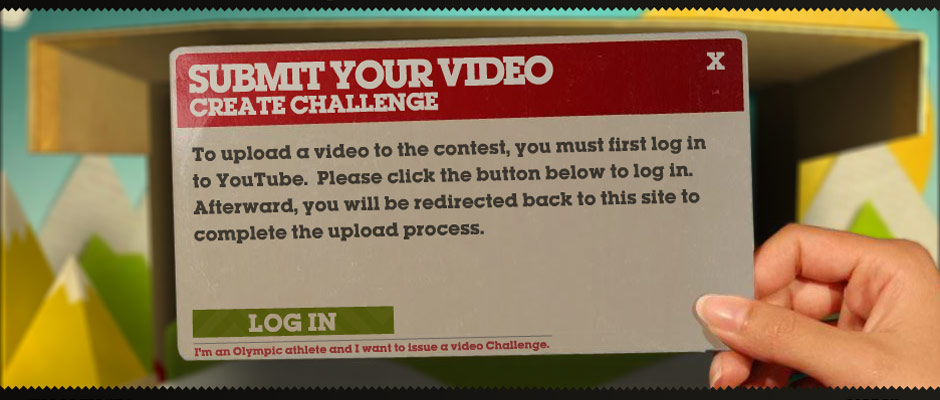 SUBMIT YOUR VIDEO
X
CREATE CHALLENGE
To upload a video to the contest, you must first log in
to YouTube. Please click the button below to log in.
Afterward, you will be redirected back to this site to
complete the upload process.
LOG IN
I'm an Olympic athlete and I want to issue a video Challenge.